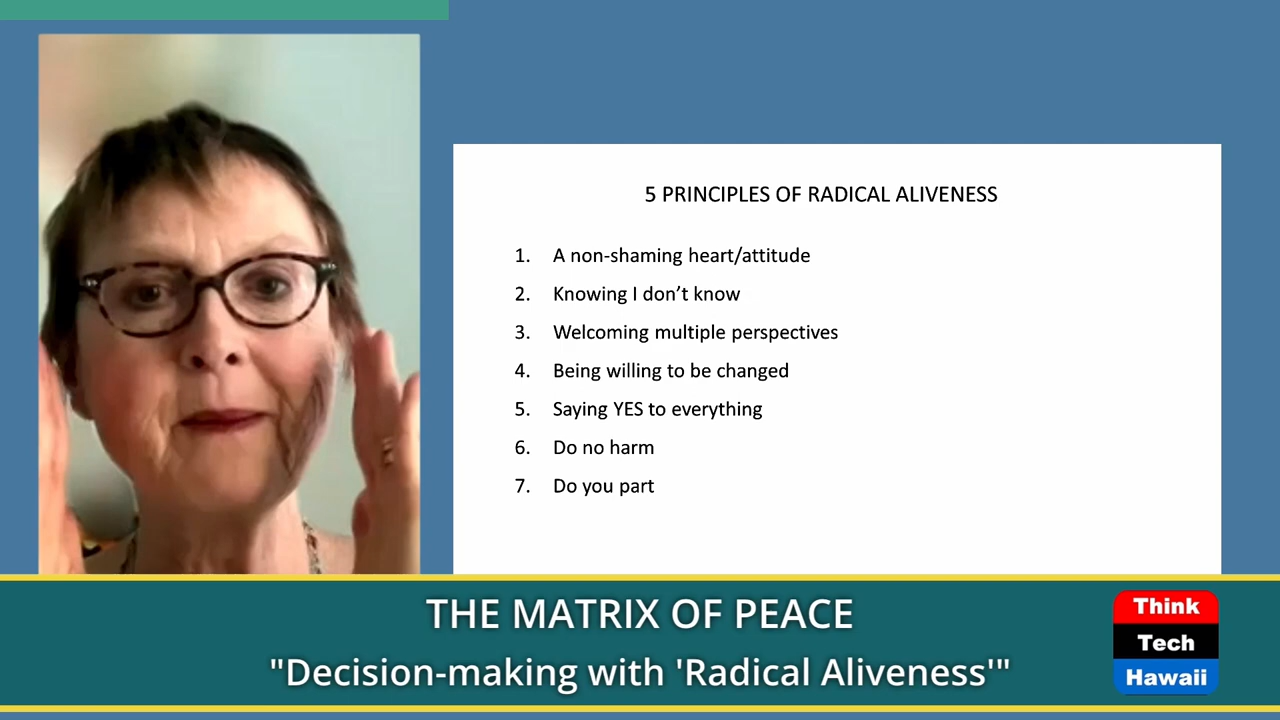 5 PRINCIPLES OF RADICAL ALIVENESS
1. A non-shaming heart/attitude
2. Knowing I don’t know
3. Welcoming multiple perspectives
4. Being willing to be changed
5. Saying YES to everything
6. Do no harm
7. Do you part
THE MATRIX OF PEACE
"Decision-making with 'Radical Aliveness'"
Think
Tech
Hawaii